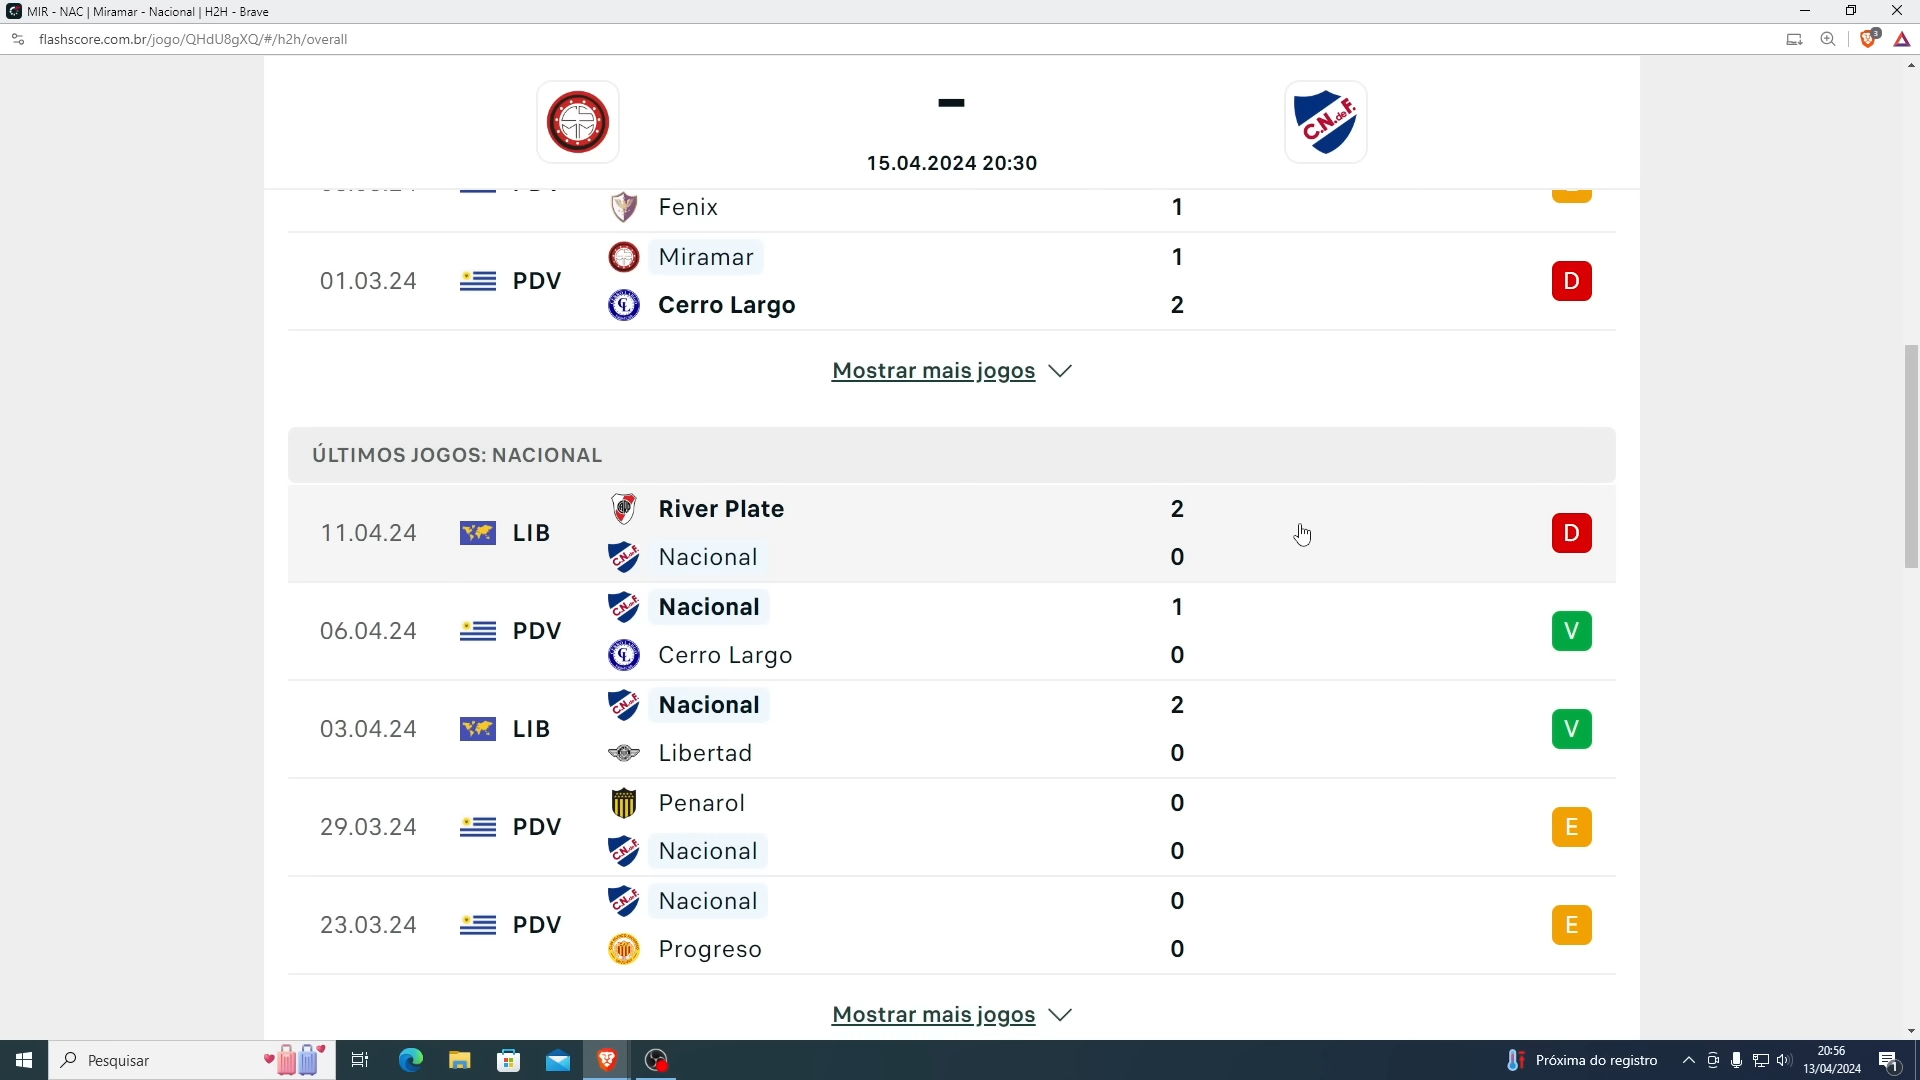 MIR - NAC | Miramar - Nacional | H2H - Brave
flashscore.com.br/jogo/QHdU8gXQ/#/h2h/overall
3
C.N.deF.
15.04.2024 20:30
Fenix 1
01.03.24 PDV Miramar 1 D
Cerro Largo 2
Mostrar mais jogos
ÚLTIMOS JOGOS: NACIONAL
11.04.24 LIB River Plate 2 D
Nacional 0
06.04.24 PDV Nacional 1 V
Cerro Largo 0
03.04.24 LIB Nacional 2 V
Libertad 0
29.03.24 PDV Penarol 0 E
Nacional 0
23.03.24 PDV Nacional 0 E
Progreso 0
Mostrar mais jogos
Pesquisar
Próxima do registro
20:56
13/04/2024
1